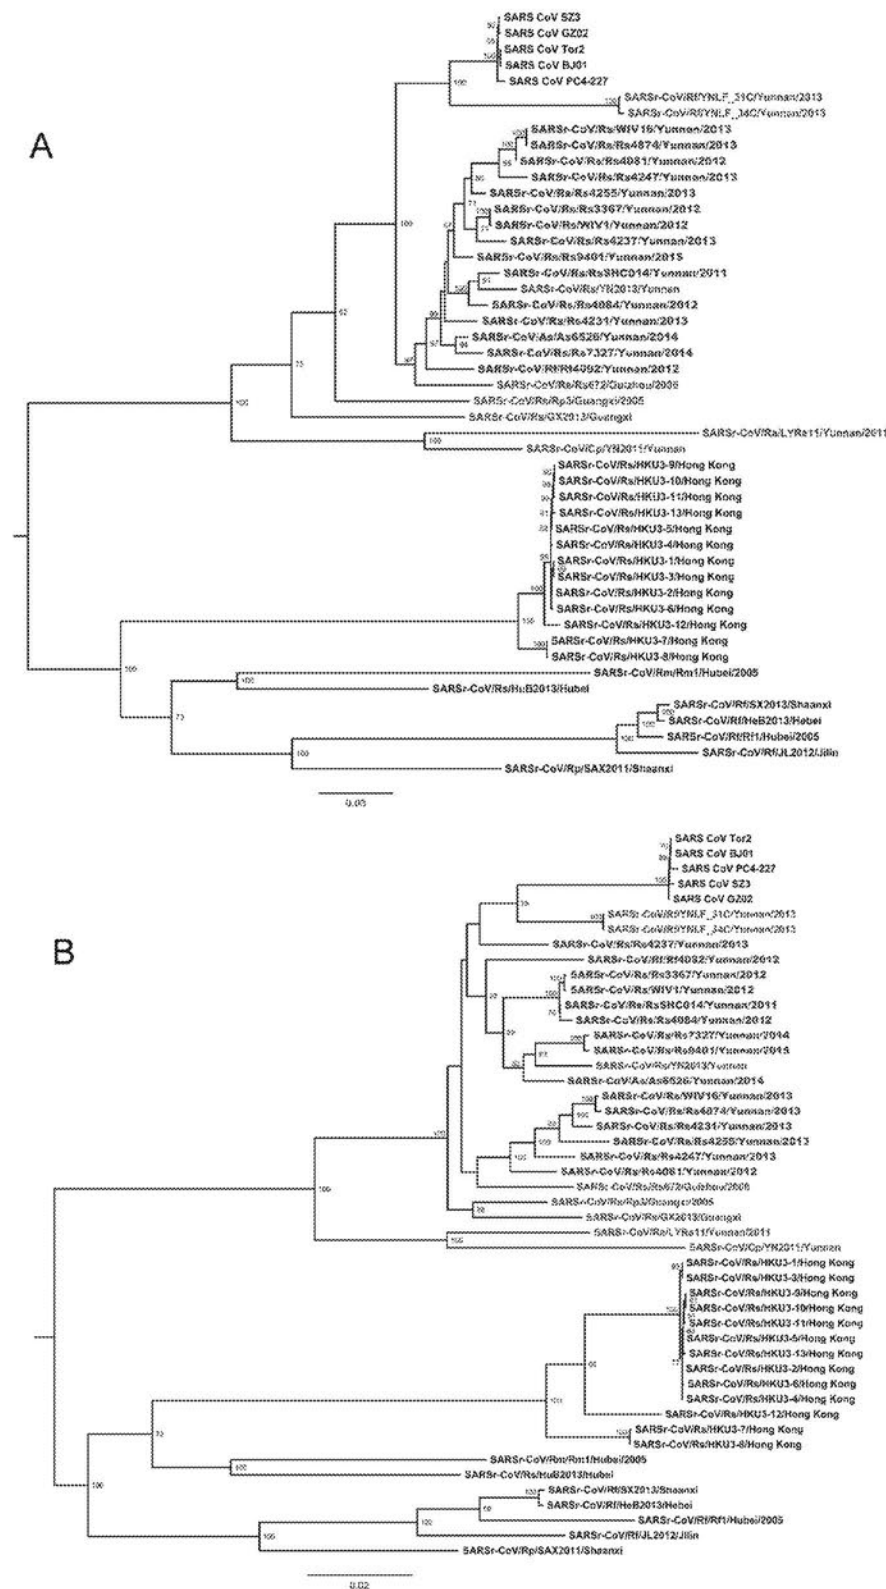 SARS CoV SZ3
SARS CoV GZ02
SARS CoV Tor2
SARS CoV BJ01
SARS CoV PC4-227
SARSr-CoV/Rf/YNLF_31C/Yunnan/2013
SARSr-CoV/Rf/YNLF_34C/Yunnan/2013
A
SARSr-CoV/Rs/WIV16/Yunnan/2013
SARSr-CoV/Rs/Rs4874/Yunnan/2013
SARSr-CoV/Rs/Rs4081/Yunnan/2012
SARSr-CoV/Rs/Rs4247/Yunnan/2013
SARSr-CoV/Rs/Rs4255/Yunnan/2013
SARSr-CoV/Rs/Rs3367/Yunnan/2012
SARSr-CoV/Rs/WIV1/Yunnan/2012
SARSr-CoV/Rs/Rs4237/Yunnan/2013
SARSr-CoV/Rs/Rs9401/Yunnan/2015
SARSr-CoV/Rs/RsSHC014/Yunnan/2011
SARSr-CoV/Rs/YN2013/Yunnan
SARSr-CoV/Rs/Rs4084/Yunnan/2012
SARSr-CoV/Rs/Rs4231/Yunnan/2013
SARSr-CoV/As/As6526/Yunnan/2014
SARSr-CoV/Rs/Rs7327/Yunnan/2014
SARSr-CoV/Rf/Rf4092/Yunnan/2012
SARSr-CoV/Rs/Rs672/Guizhou/2006
SARSr-CoV/Rs/Rp3/Guangxi/2005
SARSr-CoV/Rs/GX2013/Guangxi
SARSr-CoV/Ra/LYRa11/Yunnan/2011
SARSr-CoV/Cp/YN2011/Yunnan
SARSr-CoV/Rs/HKU3-9/Hong Kong
SARSr-CoV/Rs/HKU3-10/Hong Kong
SARSr-CoV/Rs/HKU3-11/Hong Kong
SARSr-CoV/Rs/HKU3-13/Hong Kong
SARSr-CoV/Rs/HKU3-5/Hong Kong
SARSr-CoV/Rs/HKU3-4/Hong Kong
SARSr-CoV/Rs/HKU3-1/Hong Kong
SARSr-CoV/Rs/HKU3-3/Hong Kong
SARSr-CoV/Rs/HKU3-2/Hong Kong
SARSr-CoV/Rs/HKU3-6/Hong Kong
SARSr-CoV/Rs/HKU3-12/Hong Kong
SARSr-CoV/Rs/HKU3-7/Hong Kong
SARSr-CoV/Rs/HKU3-8/Hong Kong
SARSr-CoV/Rm/Rm1/Hubei/2005
SARSr-CoV/Rs/HuB2013/Hubei
SARSr-CoV/Rf/SX2013/Shaanxi
SARSr-CoV/Rf/HeB2013/Hebei
SARSr-CoV/Rf/Rf1/Hubei/2005
SARSr-CoV/Rf/JL2012/Jilin
SARSr-CoV/Rp/SAX2011/Shaanxi
SARS CoV Tor2
SARS CoV BJ01
SARS CoV PC4-227
SARS CoV SZ3
SARS CoV GZ02
SARSr-CoV/Rf/YNLF_31C/Yunnan/2013
SARSr-CoV/Rf/YNLF_34C/Yunnan/2013
B
SARSr-CoV/Rs/Rs4237/Yunnan/2013
SARSr-CoV/Rf/Rf4092/Yunnan/2012
SARSr-CoV/Rs/Rs3367/Yunnan/2012
SARSr-CoV/Rs/WIV1/Yunnan/2012
SARSr-CoV/Rs/RsSHC014/Yunnan/2011
SARSr-CoV/Rs/Rs4084/Yunnan/2012
SARSr-CoV/Rs/Rs7327/Yunnan/2014
SARSr-CoV/Rs/Rs9401/Yunnan/2015
SARSr-CoV/Rs/YN2013/Yunnan
SARSr-CoV/As/As6526/Yunnan/2014
SARSr-CoV/Rs/WIV16/Yunnan/2013
SARSr-CoV/Rs/Rs4874/Yunnan/2013
SARSr-CoV/Rs/Rs4231/Yunnan/2013
SARSr-CoV/Rs/Rs4255/Yunnan/2013
SARSr-CoV/Rs/Rs4247/Yunnan/2013
SARSr-CoV/Rs/Rs4081/Yunnan/2012
SARSr-CoV/Rs/Rs672/Guizhou/2006
SARSr-CoV/Rs/Rp3/Guangxi/2005
SARSr-CoV/Rs/GX2013/Guangxi
SARSr-CoV/Ra/LYRa11/Yunnan/2011
SARSr-CoV/Cp/YN2011/Yunnan
SARSr-CoV/Rs/HKU3-1/Hong Kong
SARSr-CoV/Rs/HKU3-3/Hong Kong
SARSr-CoV/Rs/HKU3-9/Hong Kong
SARSr-CoV/Rs/HKU3-10/Hong Kong
SARSr-CoV/Rs/HKU3-11/Hong Kong
SARSr-CoV/Rs/HKU3-5/Hong Kong
SARSr-CoV/Rs/HKU3-13/Hong Kong
SARSr-CoV/Rs/HKU3-2/Hong Kong
SARSr-CoV/Rs/HKU3-6/Hong Kong
SARSr-CoV/Rs/HKU3-4/Hong Kong
SARSr-CoV/Rs/HKU3-12/Hong Kong
SARSr-CoV/Rs/HKU3-7/Hong Kong
SARSr-CoV/Rs/HKU3-8/Hong Kong
SARSr-CoV/Rm/Rm1/Hubei/2005
SARSr-CoV/Rs/HuB2013/Hubei
SARSr-CoV/Rf/SX2013/Shaanxi
SARSr-CoV/Rf/HeB2013/Hebei
SARSr-CoV/Rf/Rf1/Hubei/2005
SARSr-CoV/Rf/JL2012/Jilin
SARSr-CoV/Rp/SAX2011/Shaanxi
0.02